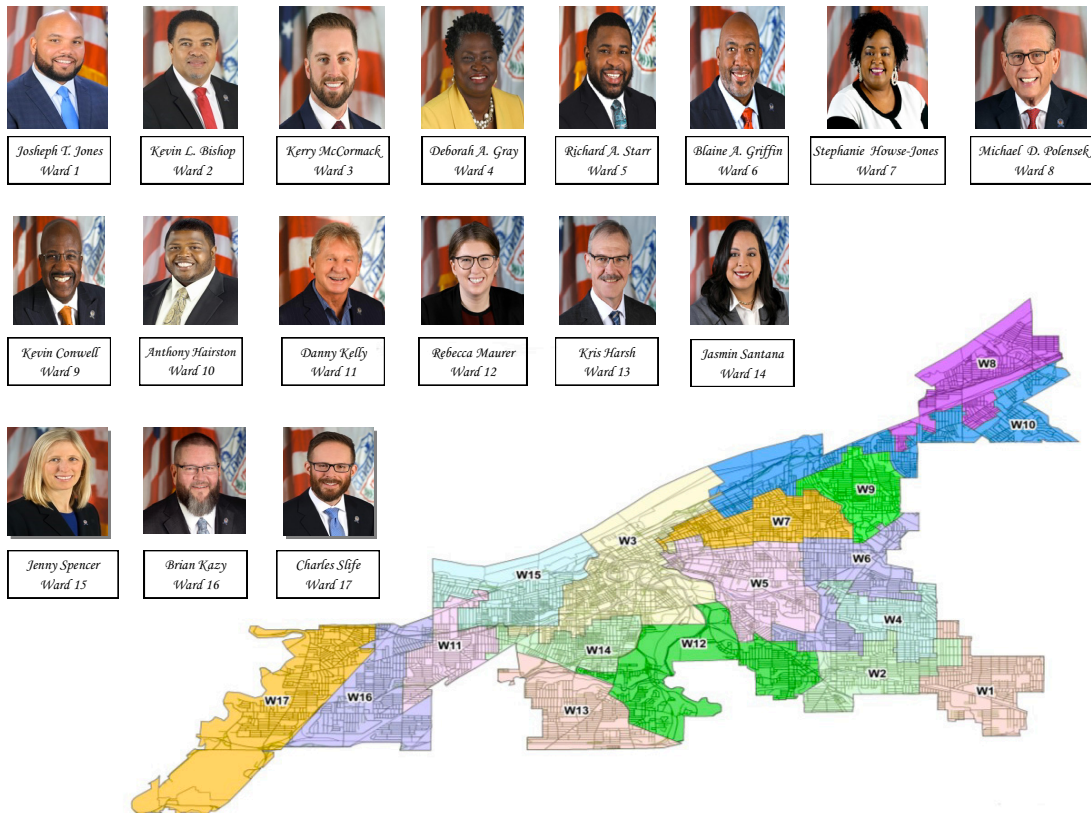 Josheph T. Jones
Ward 1
Kevin L. Bishop
Ward 2
Kerry McCormack
Ward 3
Deborah A. Gray
Ward 4
Richard A. Starr
Ward 5
Blaine A. Griffin
Ward 6
Stephanie Howse-Jones
Ward 7
Michael D. Polensek
Ward 8
Kevin Conwell
Ward 9
Anthony Hairston
Ward 10
Danny Kelly
Ward 11
Rebecca Maurer
Ward 12
Kris Harsh
Ward 13
Jasmin Santana
Ward 14
Jenny Spencer
Ward 15
Brian Kazy
Ward 16
Charles Slife
Ward 17
W8
W10
W9
W7
W3
W6
W15
W5
W4
W12
W11
W14
W2
W1
W17
W16
W13